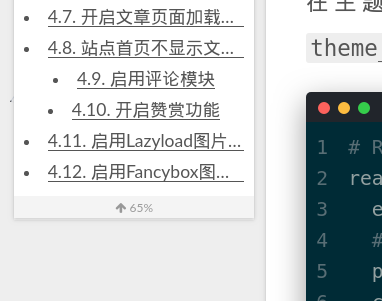 4.7. 开启文章页面加载...
4.8. 站点首页不显示文...
4.9. 启用评论模块
4.10. 开启赞赏功能
4.11. 启用Lazyload图片...
4.12. 启用Fancybox图...
65%
在主题
theme_
1 # R
2 rea
3 e
4 #
5 p
6